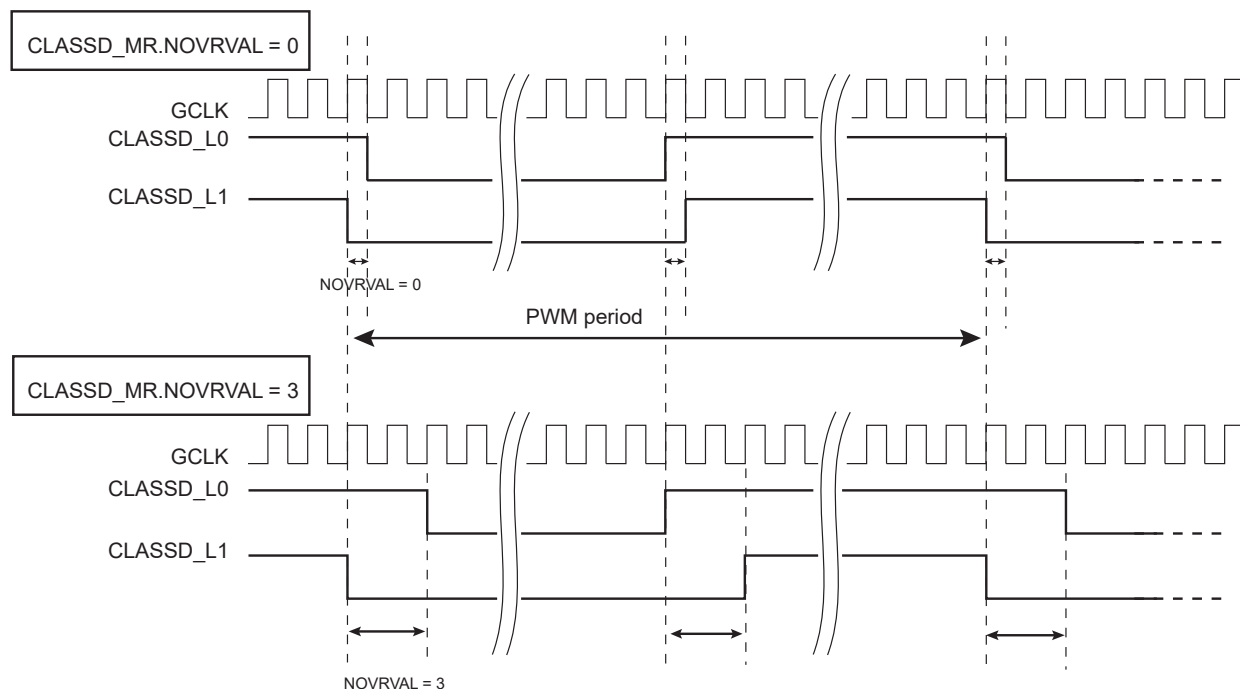 CLASSD_MR.NOVRVAL = 0
GCLK
CLASSD_L0
CLASSD_L1
NOVRVAL = 0
PWM period
CLASSD_MR.NOVRVAL = 3
GCLK
CLASSD_L0
CLASSD_L1
NOVRVAL = 3